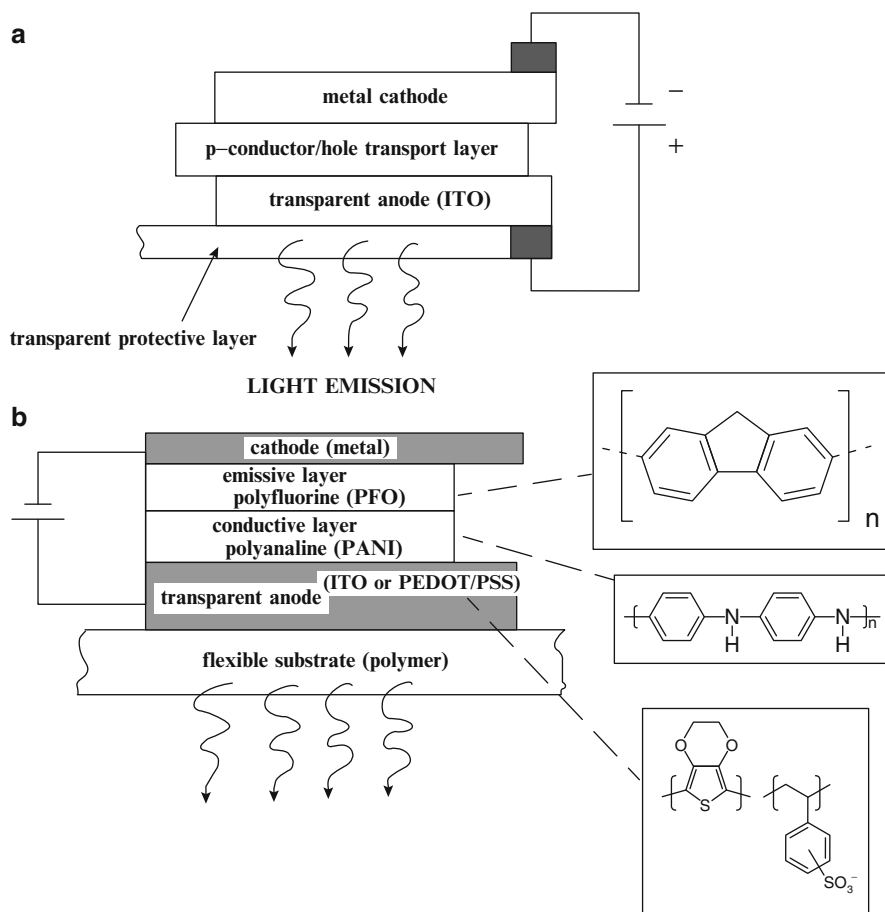 a
metal cathode
p–conductor/hole transport layer
transparent anode (ITO)
−
+
transparent protective layer
LIGHT EMISSION
b
cathode (metal)
emissive layer
polyfluorine (PFO)
conductive layer
polyanaline (PANI)
(ITO or PEDOT/PSS)
transparent anode
flexible substrate (polymer)
n
N
H
N
H
n
O
O
S
SO₃⁻